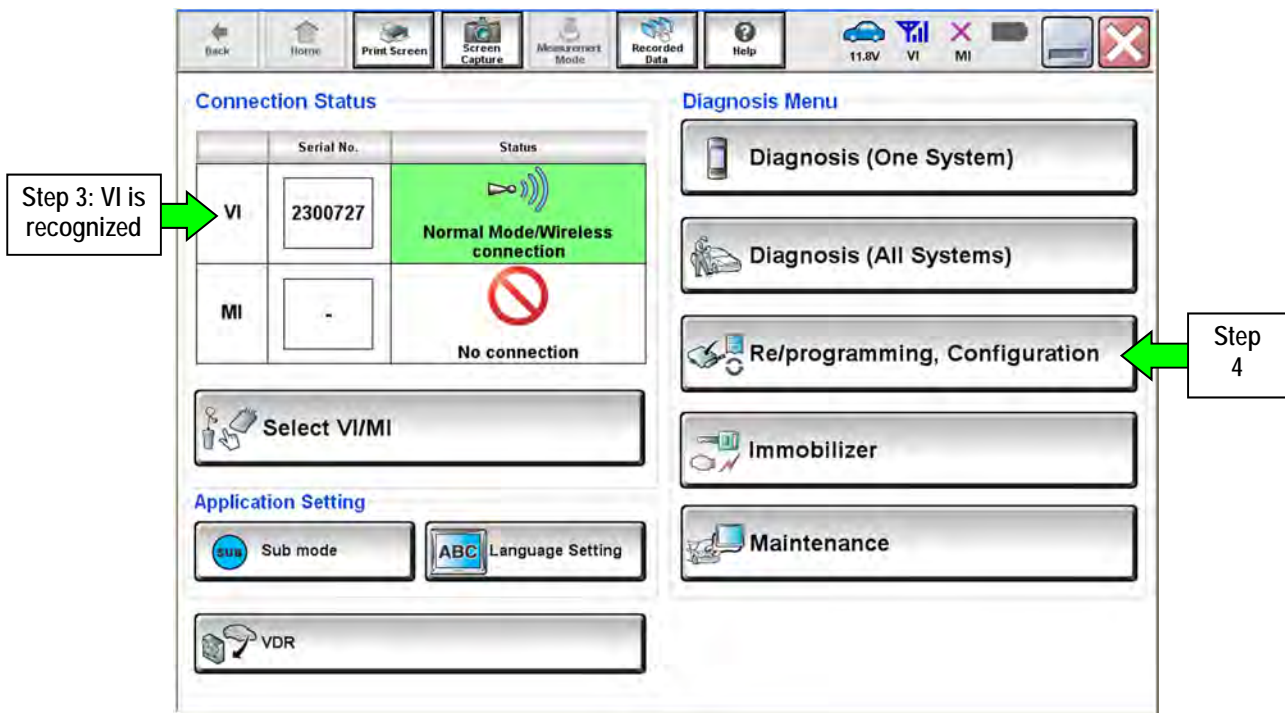 Back
Home
Print Screen
Screen
Capture
Measurement
Mode
Recorded
Data
?
Help
11.8V
VI
MI
Connection Status
Serial No.
Status
Step 3: VI is
recognized
VI
2300727
Normal Mode/Wireless
connection
MI
-
No connection
Select VI/MI
Application Setting
SUB
Sub mode
ABC
Language Setting
VDR
Diagnosis Menu
Diagnosis (One System)
Diagnosis (All Systems)
Re/programming, Configuration
Step
4
Immobilizer
Maintenance